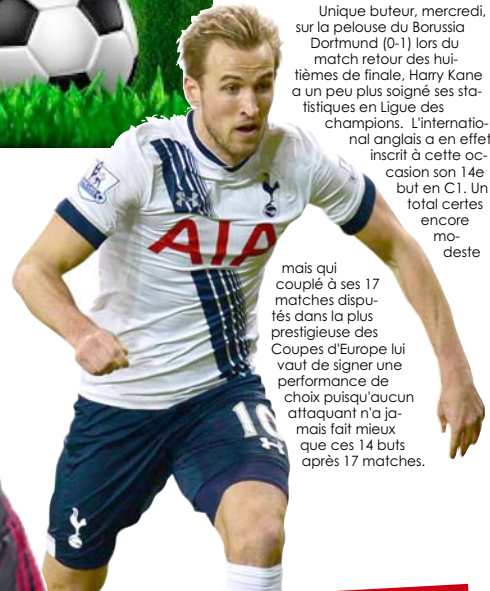 Unique buteur, mercredi,
sur la pelouse du Borussia
Dortmund (0-1) lors du
match retour des hui-
tièmes de finale, Harry Kane
a un peu plus soigné ses sta-
tistiques en Ligue des
champions. L'internatio-
nal anglais a en effet
inscrit à cette oc-
casion son 14e
but en C1. Un
total certes
encore
mo-
deste
mais qui
couplé à ses 17
matches dispu-
tés dans la plus
prestigieuse des
Coupes d'Europe lui
vaut de signer une
performance de
choix puisqu'aucun
attaquant n'a ja-
mais fait mieux
que ces 14 buts
après 17 matches.
AIA
10